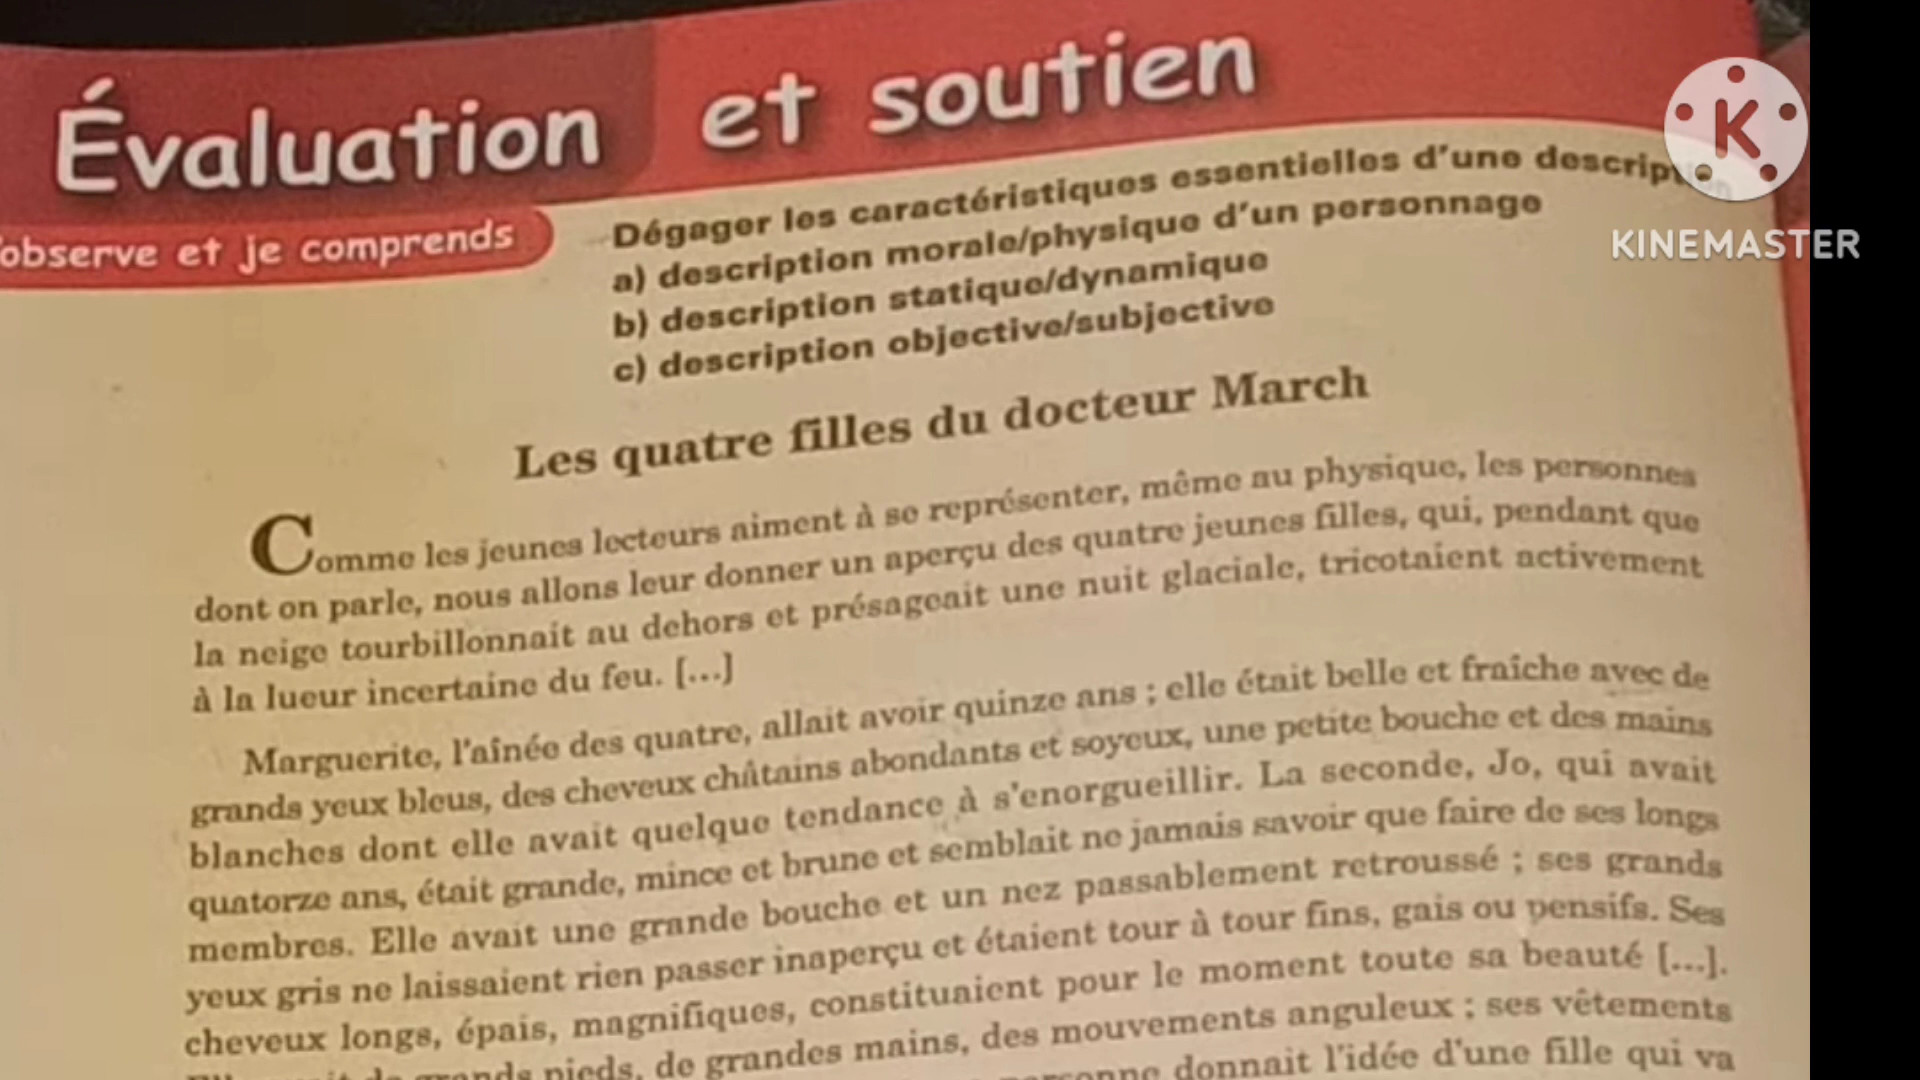 Évaluation et soutien
observe et je comprends
Dégager les caractéristiques essentielles d'une
a) description morale/physique d'un personnage
b) description statique/dynamique
c) description objective/subjective
Les quatre filles du docteur March
Comme les jeunes lecteurs aiment à se représenter, même au physique, les personnes
dont on parle, nous allons leur donner un aperçu des quatre jeunes filles, qui, pendant que
la neige tourbillonnait au dehors et présageait une nuit glaciale, tricotaient activement
à la lueur incertaine du feu. [...]
Marguerite, l'aînée des quatre, allait avoir quinze ans ; elle était belle et fraîche avec de
grands yeux bleus, des cheveux châtains abondants et soyeux, une petite bouche et des mains
blanches dont elle avait quelque tendance à s'enorgueillir. La seconde, Jo, qui avait
quatorze ans, était grande, mince et brune et semblait ne jamais savoir que faire de ses longs
membres. Elle avait une grande bouche et un nez passablement retroussé ; ses grands
yeux gris ne laissaient rien passer inaperçu et étaient tour à tour fins, gais ou pensifs. Ses
cheveux longs, épais, magnifiques, constituaient pour le moment toute sa beauté [...].
grands pieds, de grandes mains, des mouvements anguleux ; ses vêtements
donnait l'idée d'une fille qui va
K
KINEMASTER